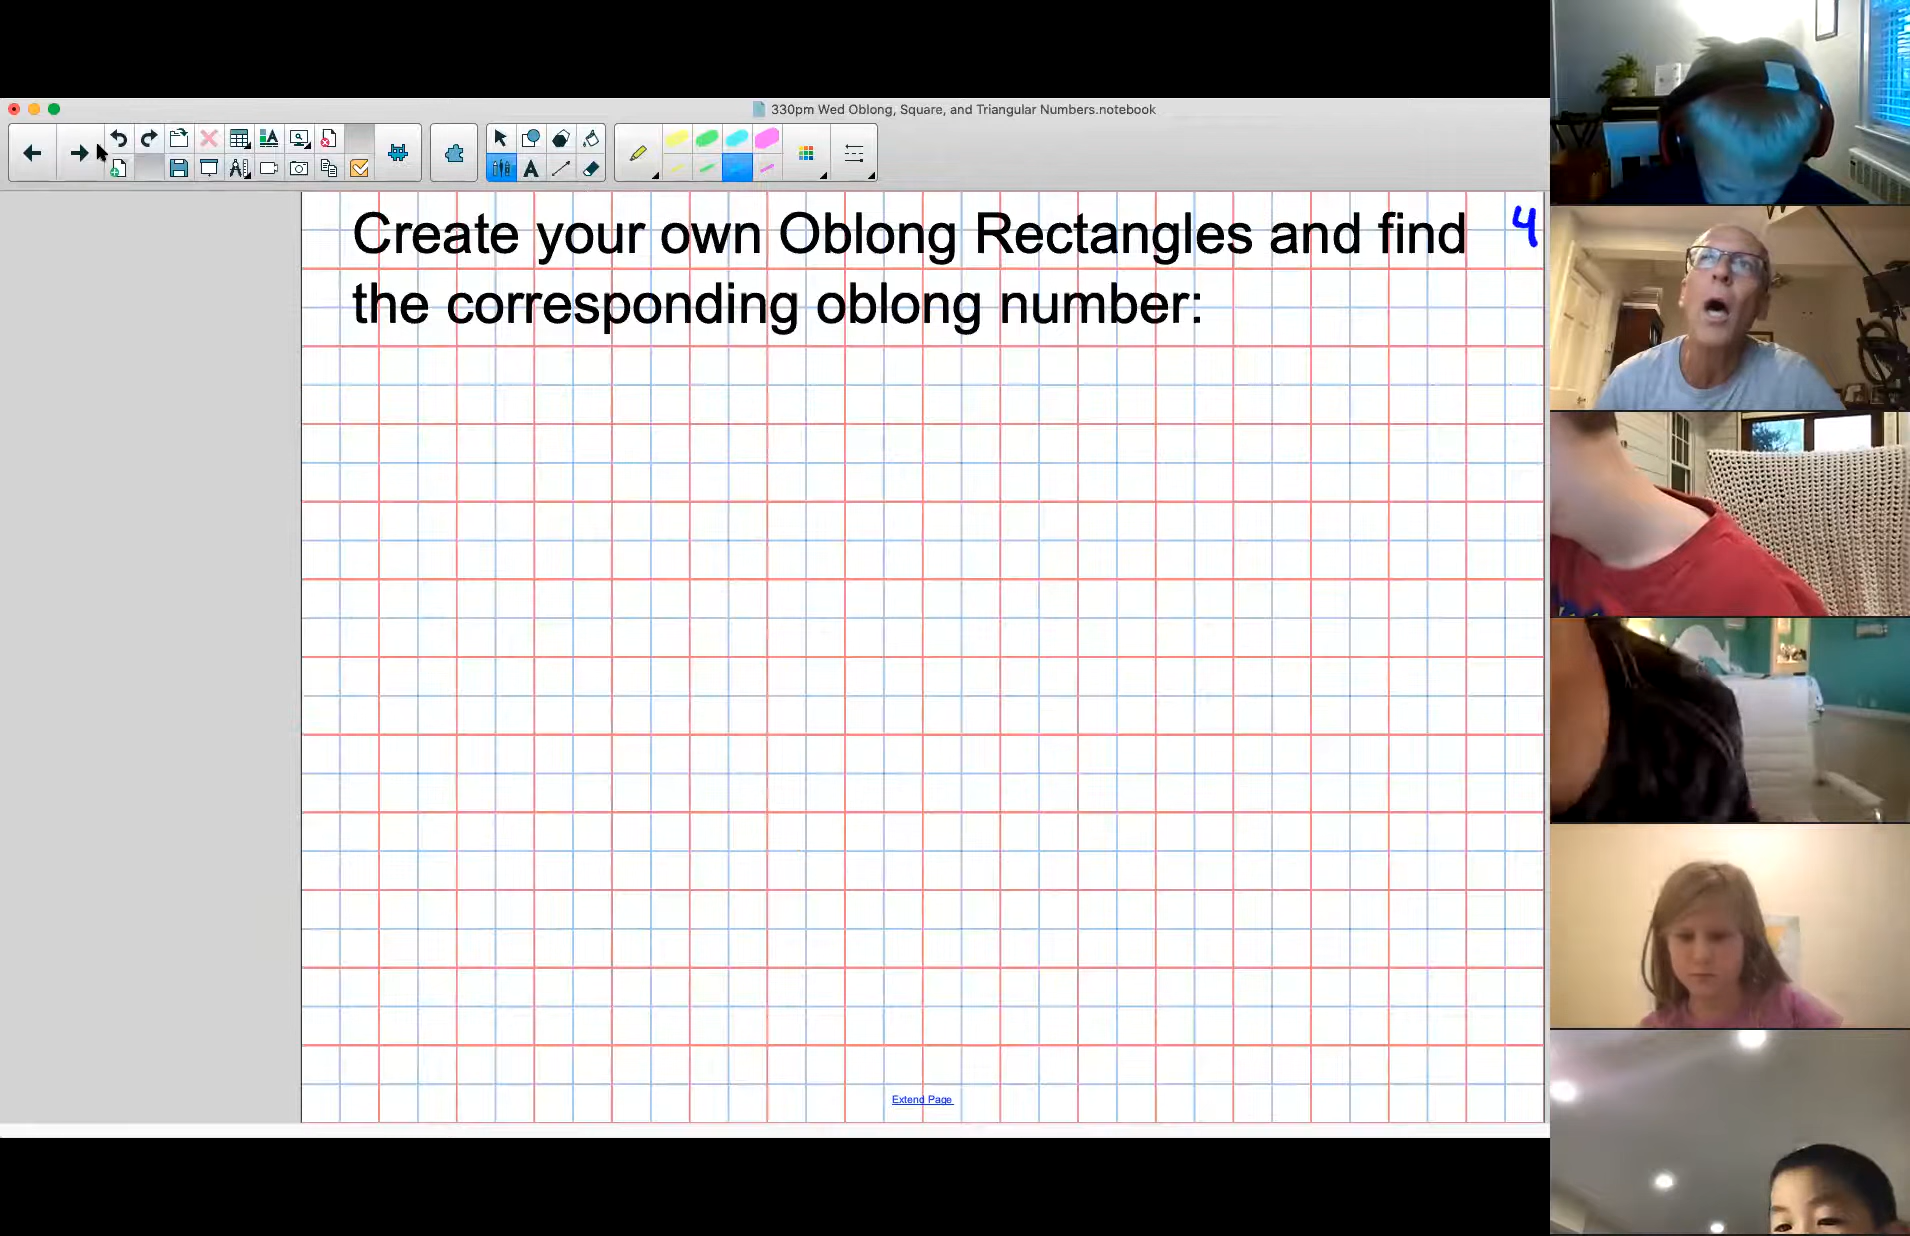 330pm Wed Oblong, Square, and Triangular Numbers.notebook
Create your own Oblong Rectangles and find 4
the corresponding oblong number:
Extend Page